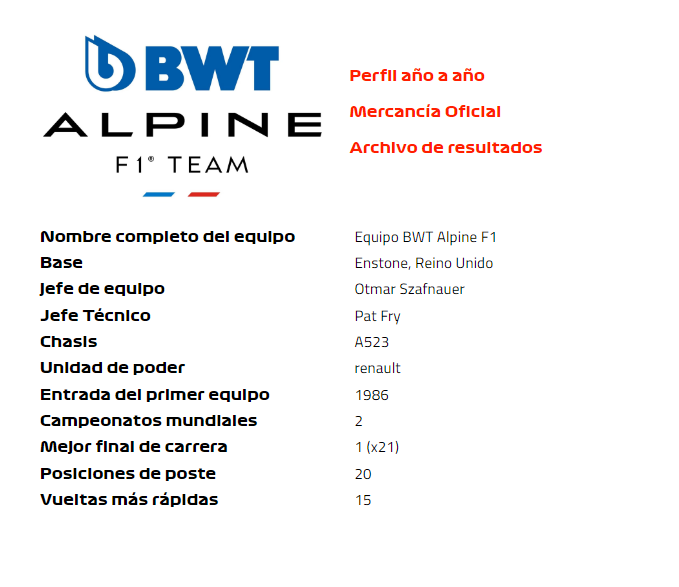 BWT
ALPINE
F1® TEAM
Perfil año a año
Mercancía Oficial
Archivo de resultados
Nombre completo del equipo Equipo BWT Alpine F1
Base Enstone, Reino Unido
Jefe de equipo Otmar Szafnauer
Jefe Técnico Pat Fry
Chasis A523
Unidad de poder renault
Entrada del primer equipo 1986
Campeonatos mundiales 2
Mejor final de carrera 1 (x21)
Posiciones de poste 20
Vueltas más rápidas 15